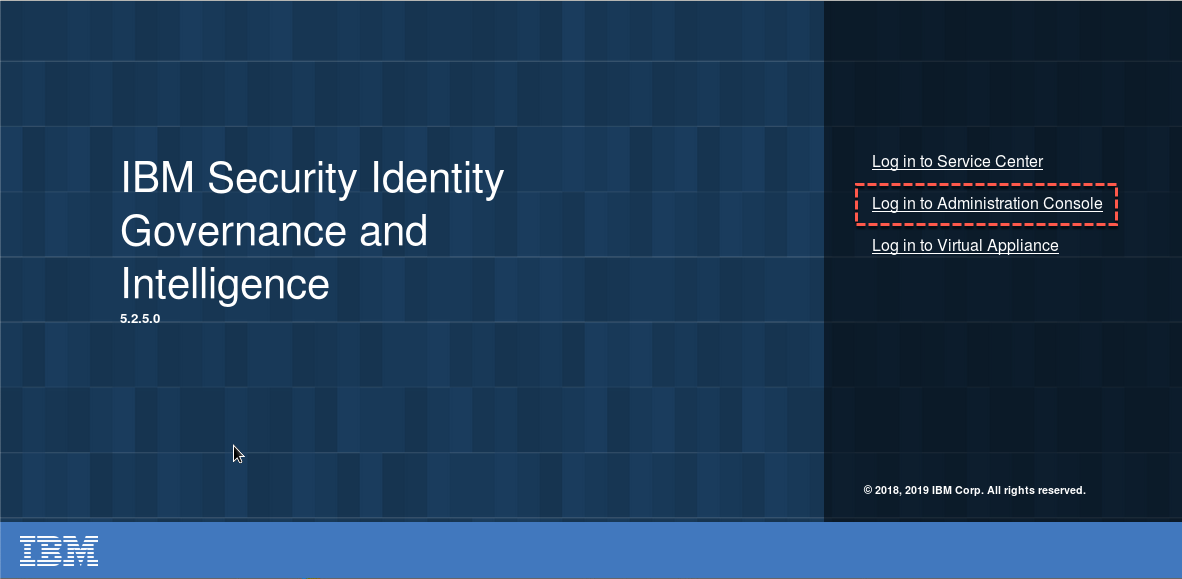 IBM Security Identity
Governance and
Intelligence
5.2.5.0
Log in to Service Center
Log in to Administration Console
Log in to Virtual Appliance
© 2018, 2019 IBM Corp. All rights reserved.
IBM